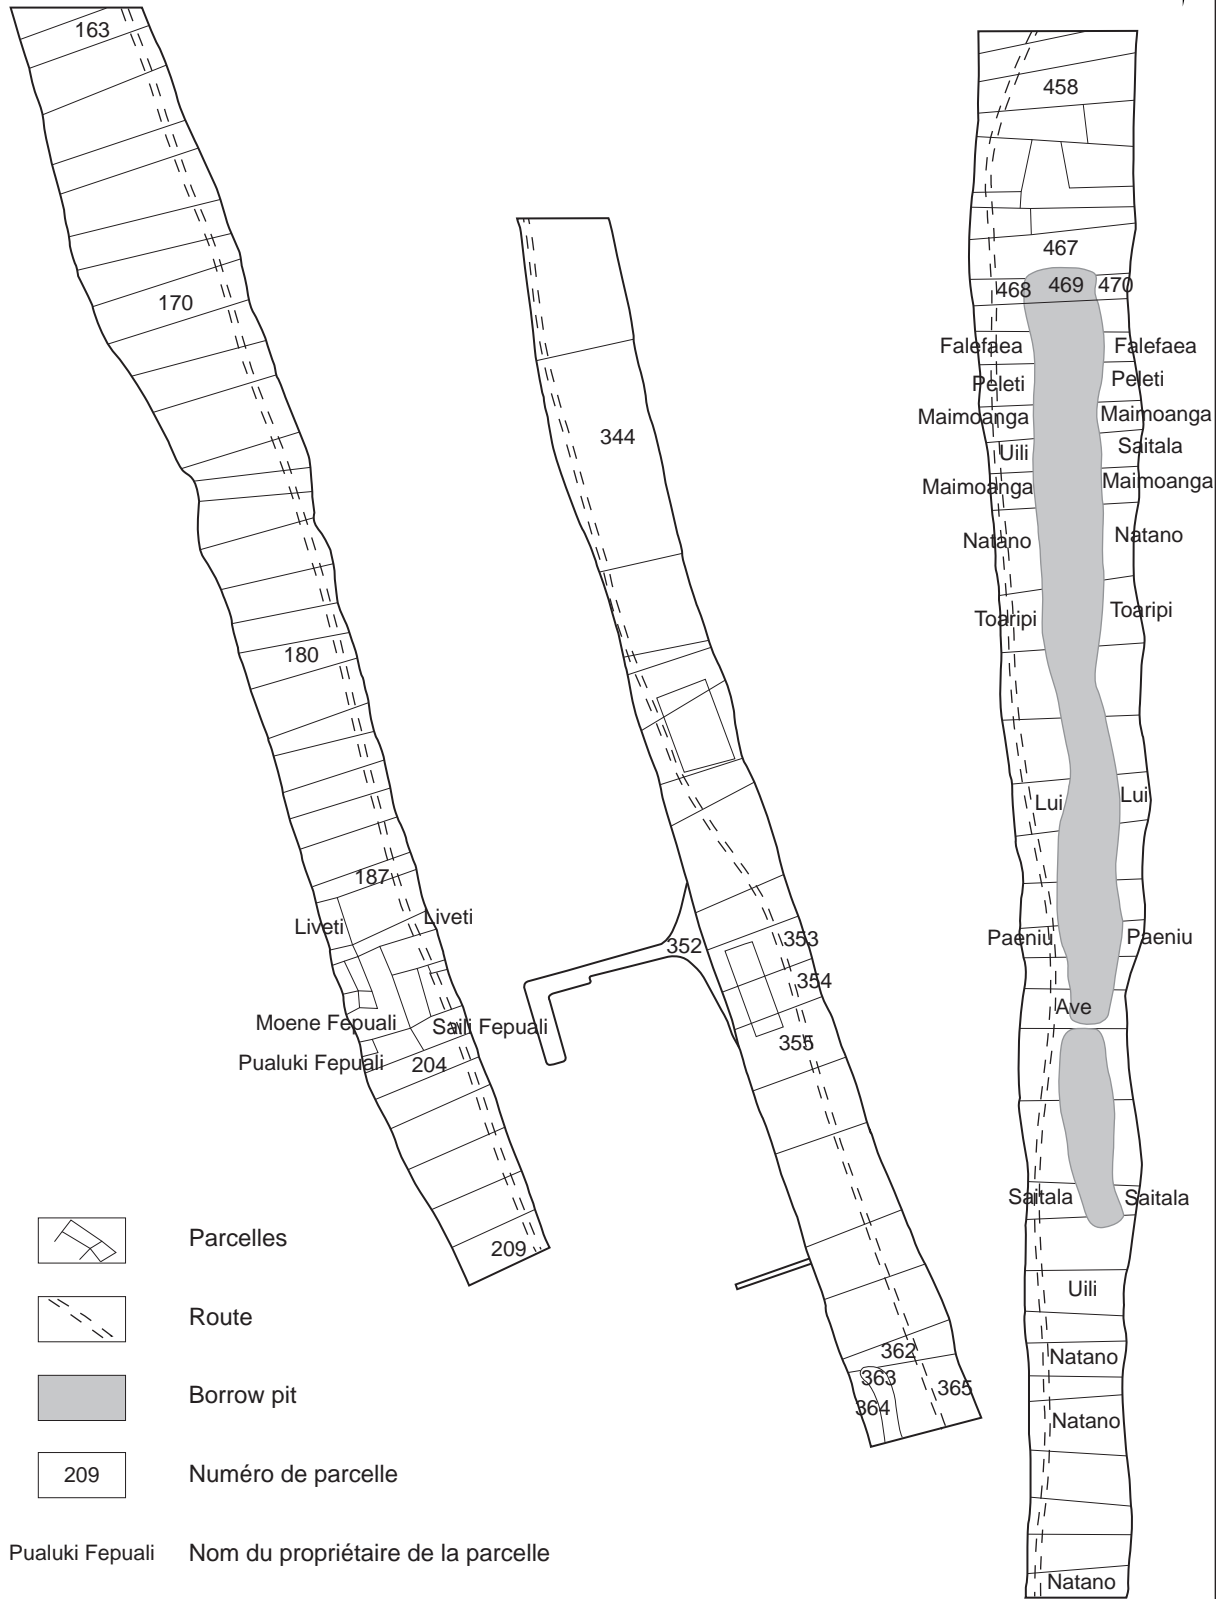 163
170
180
187
Liveti
Liveti
Moene Fepuali
Saili Fepuali
Pualuki Fepuali
204
209
344
352
353
354
355
362
363
364
365
458
467
468
469
470
Falefaea
Falefaea
Peleti
Peleti
Maimoanga
Maimoanga
Uili
Saitala
Maimoanga
Maimoanga
Natano
Natano
Toaripi
Toaripi
Lui
Lui
Paeniu
Paeniu
Ave
Saitala
Saitala
Uili
Natano
Natano
Natano
Parcelles
Route
Borrow pit
209 Numéro de parcelle
Pualuki Fepuali Nom du propriétaire de la parcelle